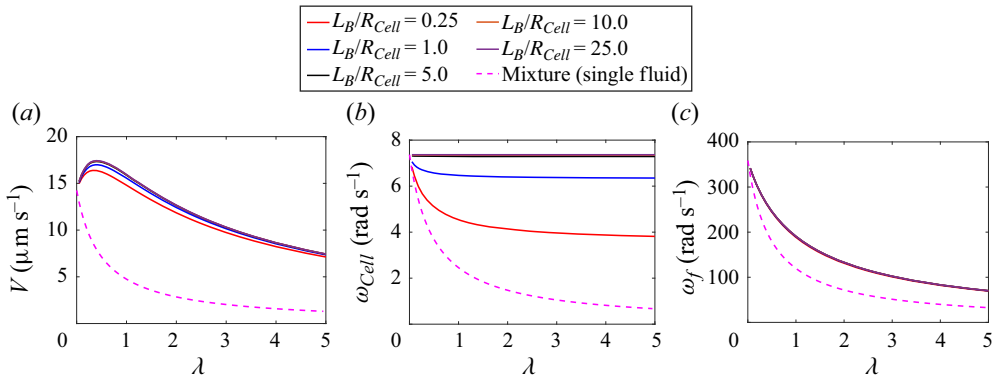 L_B/R_Cell = 0.25 L_B/R_Cell = 10.0
L_B/R_Cell = 1.0 L_B/R_Cell = 25.0
L_B/R_Cell = 5.0 Mixture (single fluid)
(a) (b) (c)
20 8 400
15 6 300
10 4 200
5 2 100
0 1 2 3 4 5 0 1 2 3 4 5 0 1 2 3 4 5
V (μm s⁻¹) ω_Cell (rad s⁻¹) ω_f (rad s⁻¹)
λ λ λ